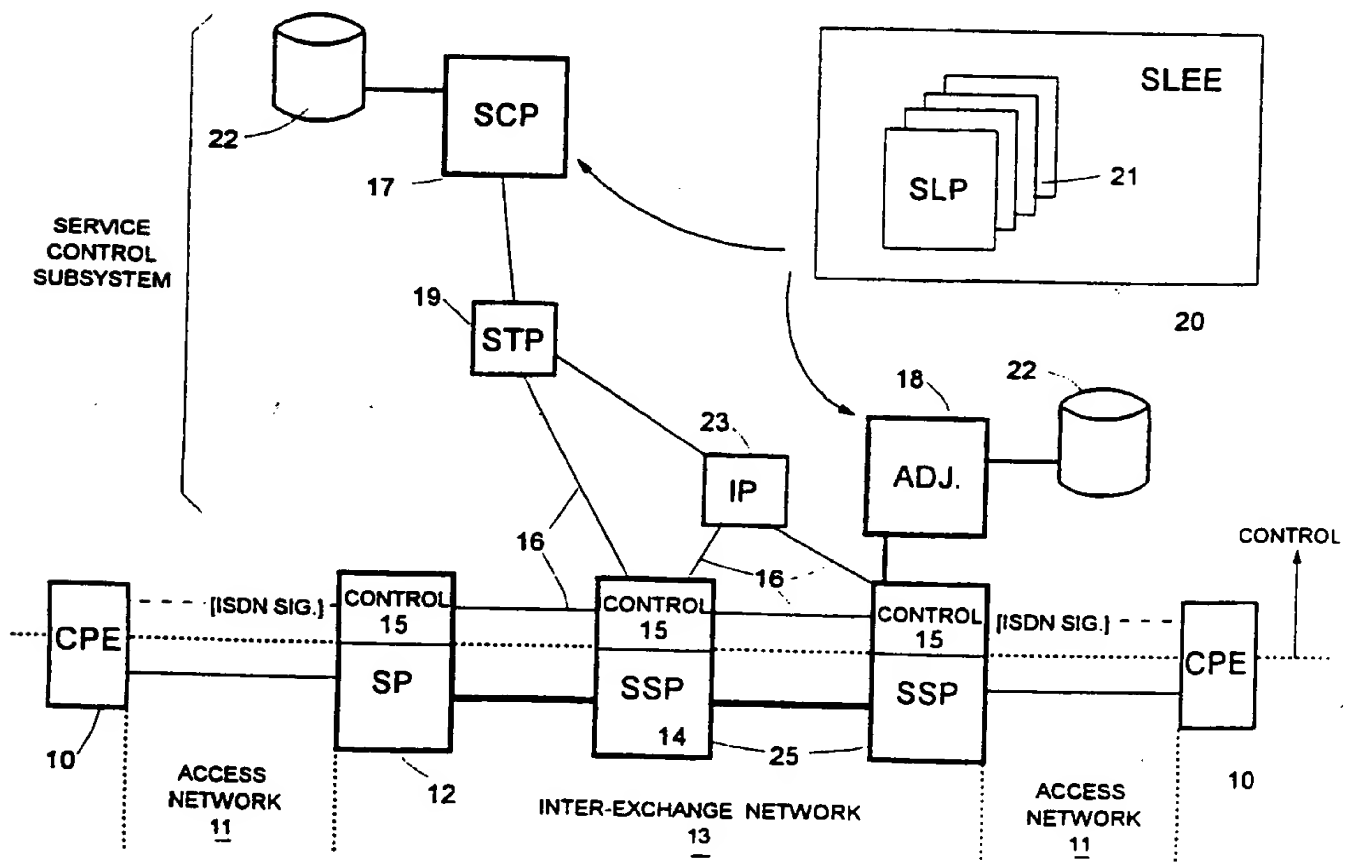 22
SCP
17
SLEE
SLP
21
20
SERVICE
CONTROL
SUBSYSTEM
19
STP
23
IP
18
ADJ.
22
16
16
CONTROL
CPE
[ISDN SIG.]
CONTROL
15
SP
CONTROL
15
SSP
14
CONTROL
15
SSP
[ISDN SIG.]
CPE
10
ACCESS
NETWORK
11
12
25
INTER-EXCHANGE NETWORK
13
ACCESS
NETWORK
11
10